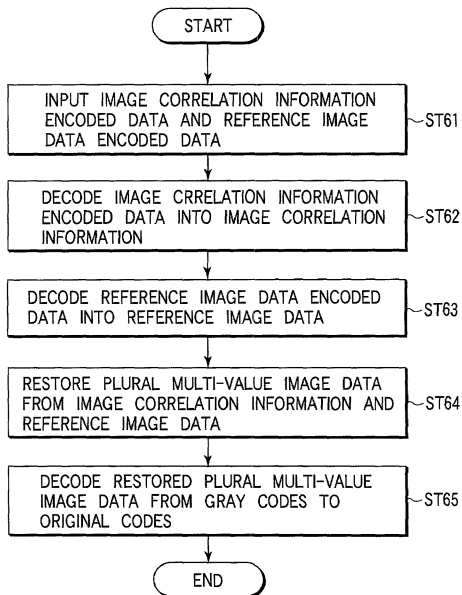 START
INPUT IMAGE CORRELATION INFORMATION
ENCODED DATA AND REFERENCE IMAGE
DATA ENCODED DATA
ST61
DECODE IMAGE CRRELATION INFORMATION
ENCODED DATA INTO IMAGE CORRELATION
INFORMATION
ST62
DECODE REFERENCE IMAGE DATA ENCODED
DATA INTO REFERENCE IMAGE DATA
ST63
RESTORE PLURAL MULTI-VALUE IMAGE DATA
FROM IMAGE CORRELATION INFORMATION AND
REFERENCE IMAGE DATA
ST64
DECODE RESTORED PLURAL MULTI-VALUE
IMAGE DATA FROM GRAY CODES TO
ORIGINAL CODES
ST65
END